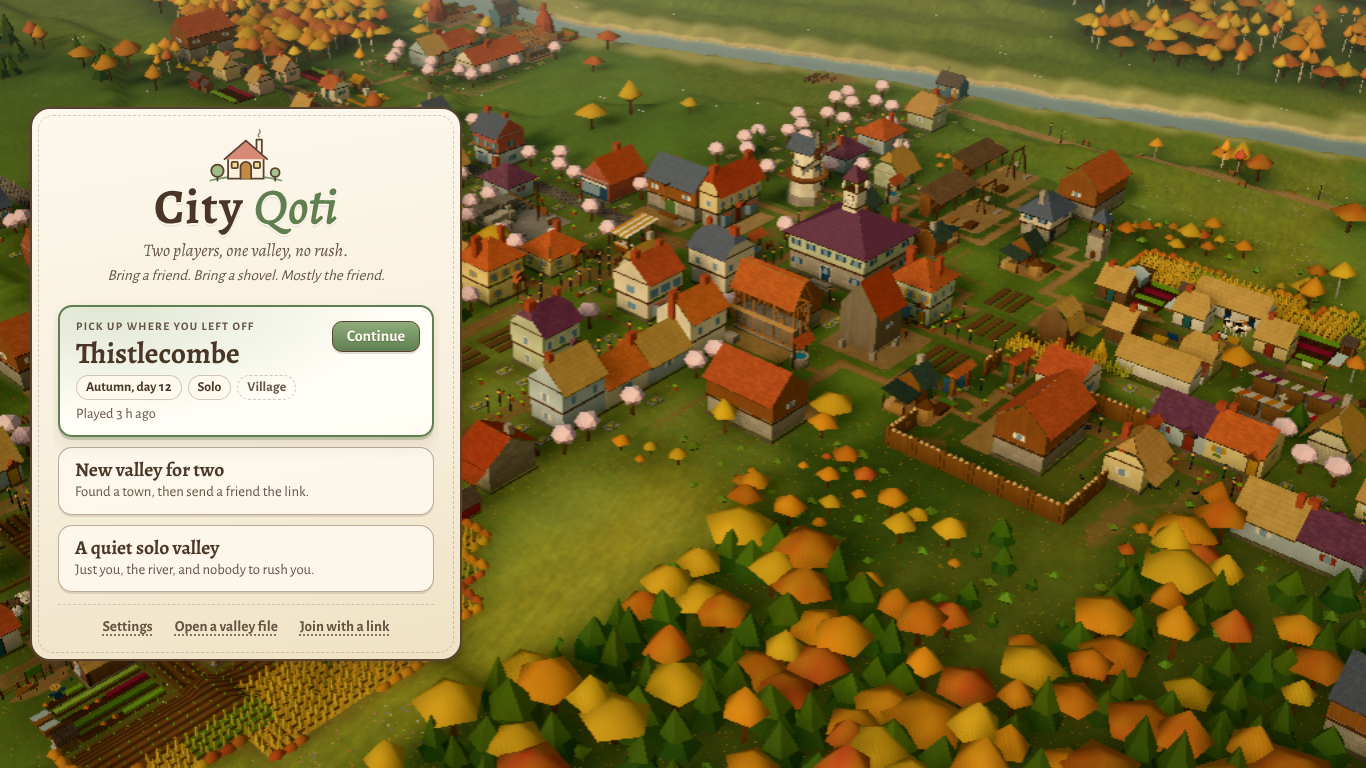 City Qoti
Two players, one valley, no rush.
Bring a friend. Bring a shovel. Mostly the friend.
PICK UP WHERE YOU LEFT OFF
Continue
Thistlecombe
Autumn, day 12 Solo Village
Played 3 h ago
New valley for two
Found a town, then send a friend the link.
A quiet solo valley
Just you, the river, and nobody to rush you.
Settings Open a valley file Join with a link